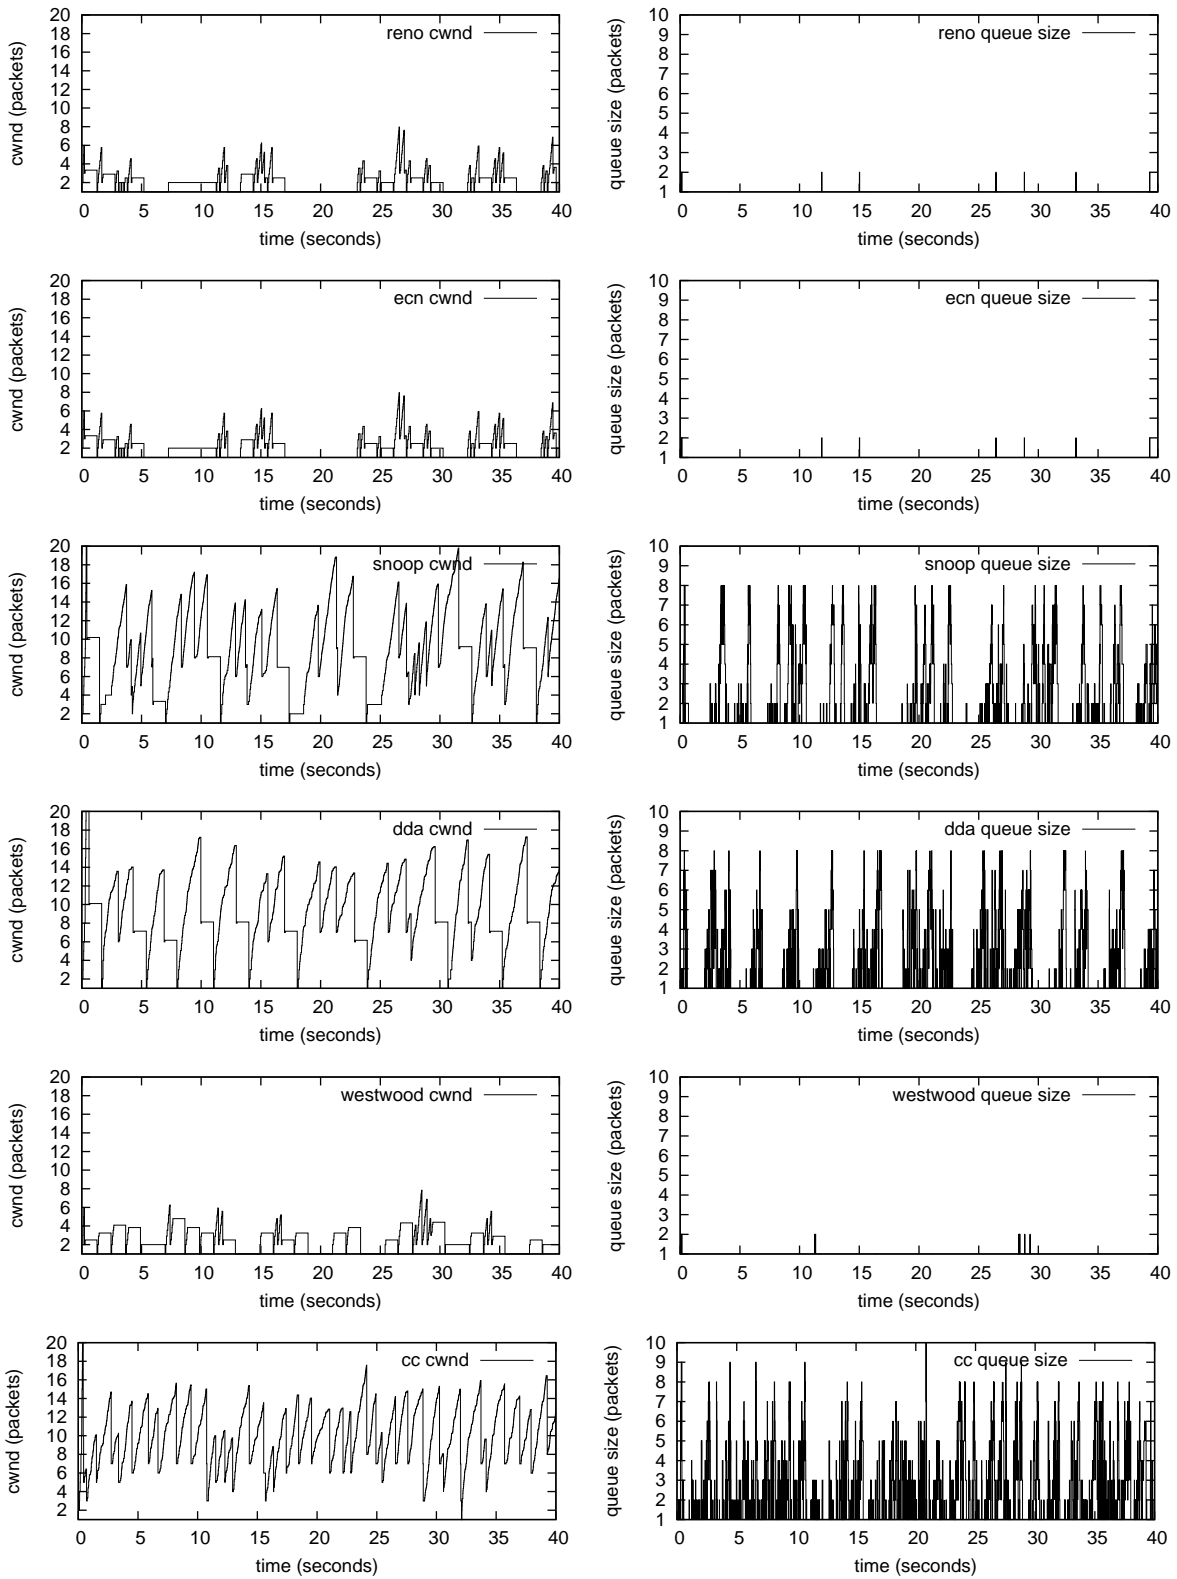 cwnd (packets)
20
18
16
14
12
10
8
6
4
2
reno cwnd
0 5 10 15 20 25 30 35 40
time (seconds)
queue size (packets)
10
9
8
7
6
5
4
3
2
1
reno queue size
0 5 10 15 20 25 30 35 40
time (seconds)
cwnd (packets)
20
18
16
14
12
10
8
6
4
2
ecn cwnd
0 5 10 15 20 25 30 35 40
time (seconds)
queue size (packets)
10
9
8
7
6
5
4
3
2
1
ecn queue size
0 5 10 15 20 25 30 35 40
time (seconds)
cwnd (packets)
20
18
16
14
12
10
8
6
4
2
snoop cwnd
0 5 10 15 20 25 30 35 40
time (seconds)
queue size (packets)
10
9
8
7
6
5
4
3
2
1
snoop queue size
0 5 10 15 20 25 30 35 40
time (seconds)
cwnd (packets)
20
18
16
14
12
10
8
6
4
2
dda cwnd
0 5 10 15 20 25 30 35 40
time (seconds)
queue size (packets)
10
9
8
7
6
5
4
3
2
1
dda queue size
0 5 10 15 20 25 30 35 40
time (seconds)
cwnd (packets)
20
18
16
14
12
10
8
6
4
2
westwood cwnd
0 5 10 15 20 25 30 35 40
time (seconds)
queue size (packets)
10
9
8
7
6
5
4
3
2
1
westwood queue size
0 5 10 15 20 25 30 35 40
time (seconds)
cwnd (packets)
20
18
16
14
12
10
8
6
4
2
cc cwnd
0 5 10 15 20 25 30 35 40
time (seconds)
queue size (packets)
10
9
8
7
6
5
4
3
2
1
cc queue size
0 5 10 15 20 25 30 35 40
time (seconds)